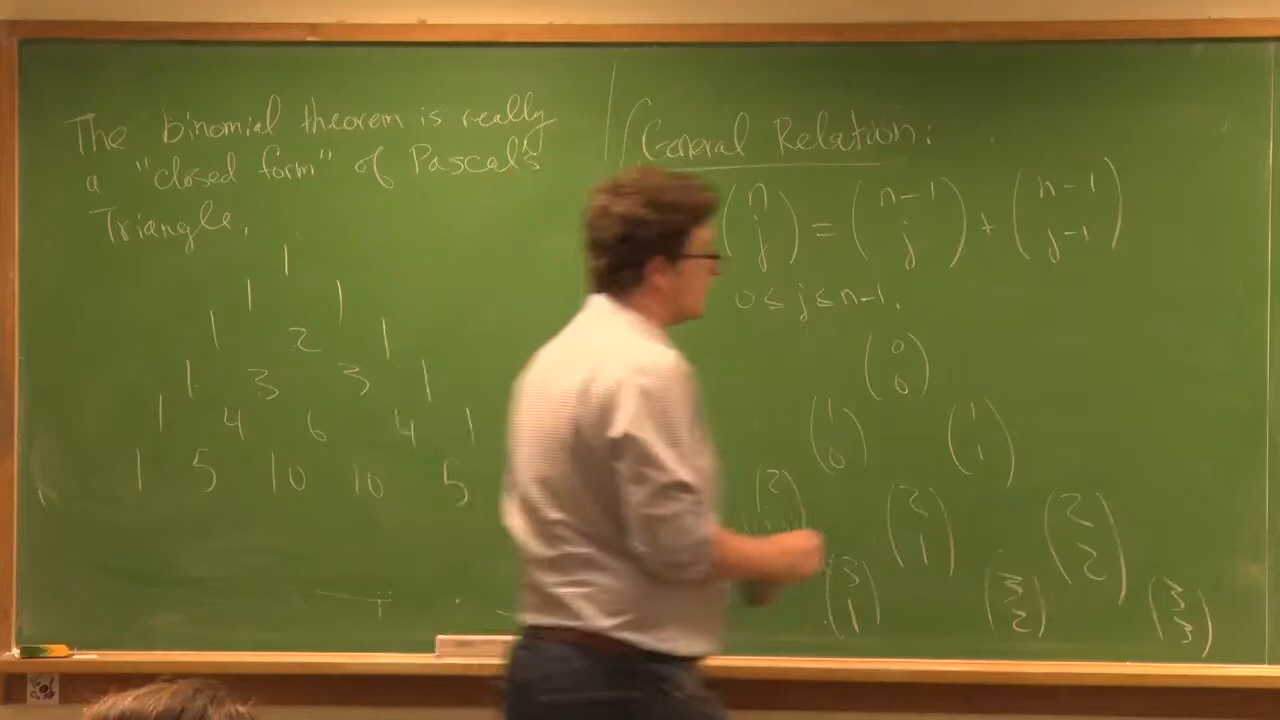 The binomial theorem is really
a "closed form" of Pascal's
Triangle.
1
1 1
1 2 1
1 3 3 1
1 4 6 4 1
1 5 10 10 5
General Relation:
(n j) = (n-1 j) + (n-1 j-1)
0 ≤ j ≤ n-1.
(0 0)
(1 0) (1 1)
(2 (2 1) (2 2)
(3 1) (3 2) (3 3)